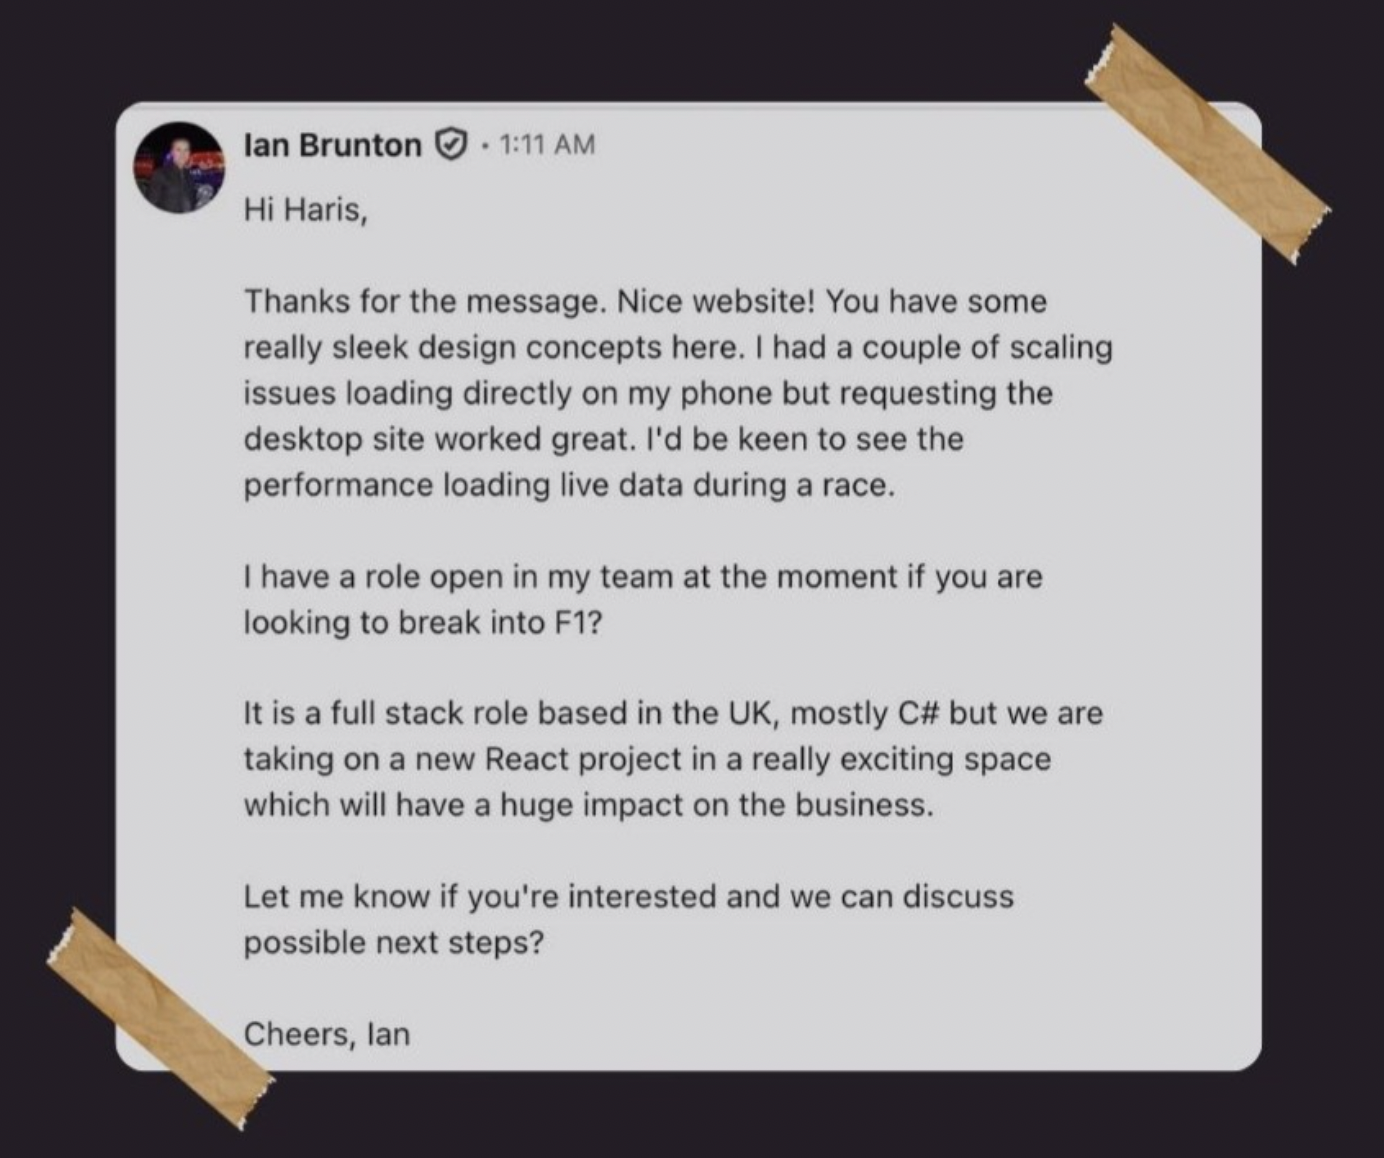 Ian Brunton · 1:11 AM
Hi Haris,
Thanks for the message. Nice website! You have some
really sleek design concepts here. I had a couple of scaling
issues loading directly on my phone but requesting the
desktop site worked great. I'd be keen to see the
performance loading live data during a race.
I have a role open in my team at the moment if you are
looking to break into F1?
It is a full stack role based in the UK, mostly C# but we are
taking on a new React project in a really exciting space
which will have a huge impact on the business.
Let me know if you're interested and we can discuss
possible next steps?
Cheers, Ian